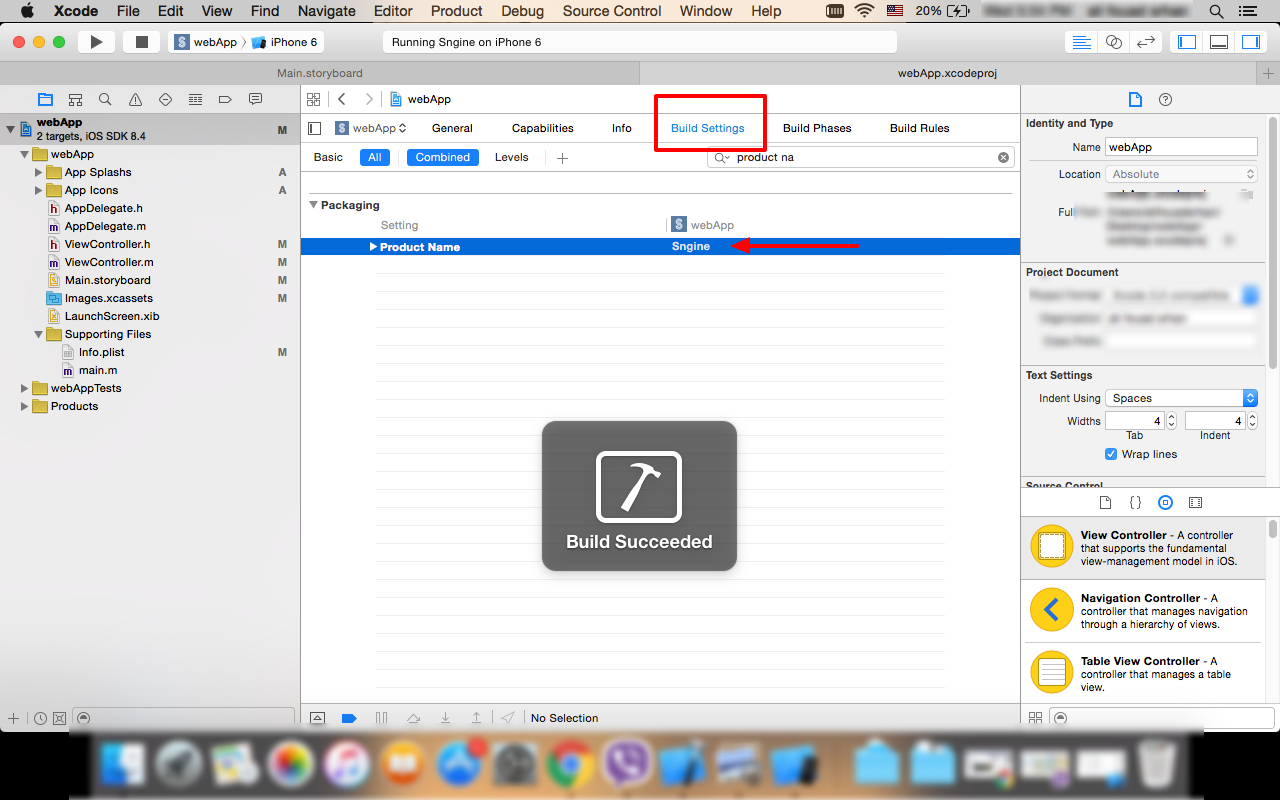 Xcode File Edit View Find Navigate Editor Product Debug Source Control Window Help 20%
webApp iPhone 6 Running Sngine on iPhone 6
Main.storyboard webApp.xcodeproj
webApp
2 targets, iOS SDK 8.4 M
webApp
App Splashs A
App Icons A
AppDelegate.h
AppDelegate.m
ViewController.h M
ViewController.m M
Main.storyboard M
Images.xcassets M
LaunchScreen.xib
Supporting Files
Info.plist M
main.m
webAppTests
Products
webApp
webApp General Capabilities Info Build Settings Build Phases Build Rules
Basic All Combined Levels product na
Packaging
Setting webApp
Product Name Sngine
Build Succeeded
No Selection
Identity and Type
Name webApp
Location Absolute
Full
Project Document
Text Settings
Indent Using Spaces
Widths 4 4
Tab Indent
Wrap lines
Source Control
View Controller - A controller
that supports the fundamental
view-management model in iOS.
Navigation Controller - A
controller that manages navigation
through a hierarchy of views.
Table View Controller - A
controller that manages a table
view.